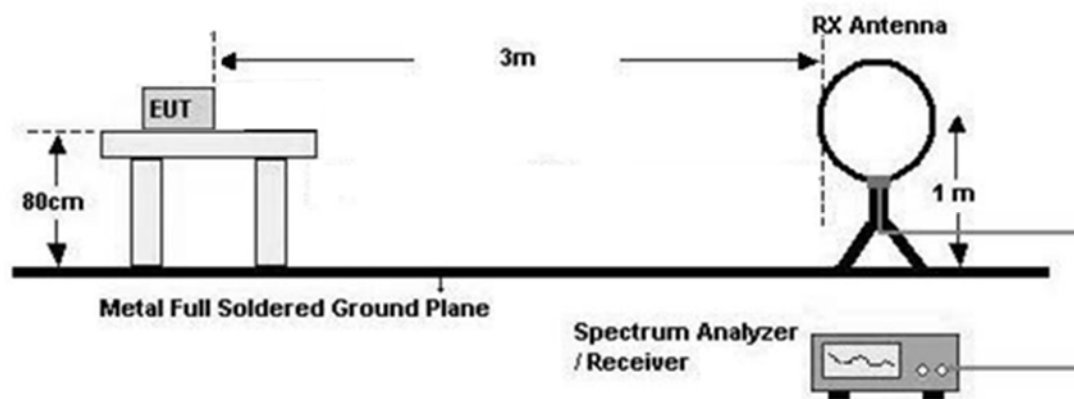 RX Antenna
3m
EUT
80cm
1 m
Metal Full Soldered Ground Plane
Spectrum Analyzer
/ Receiver